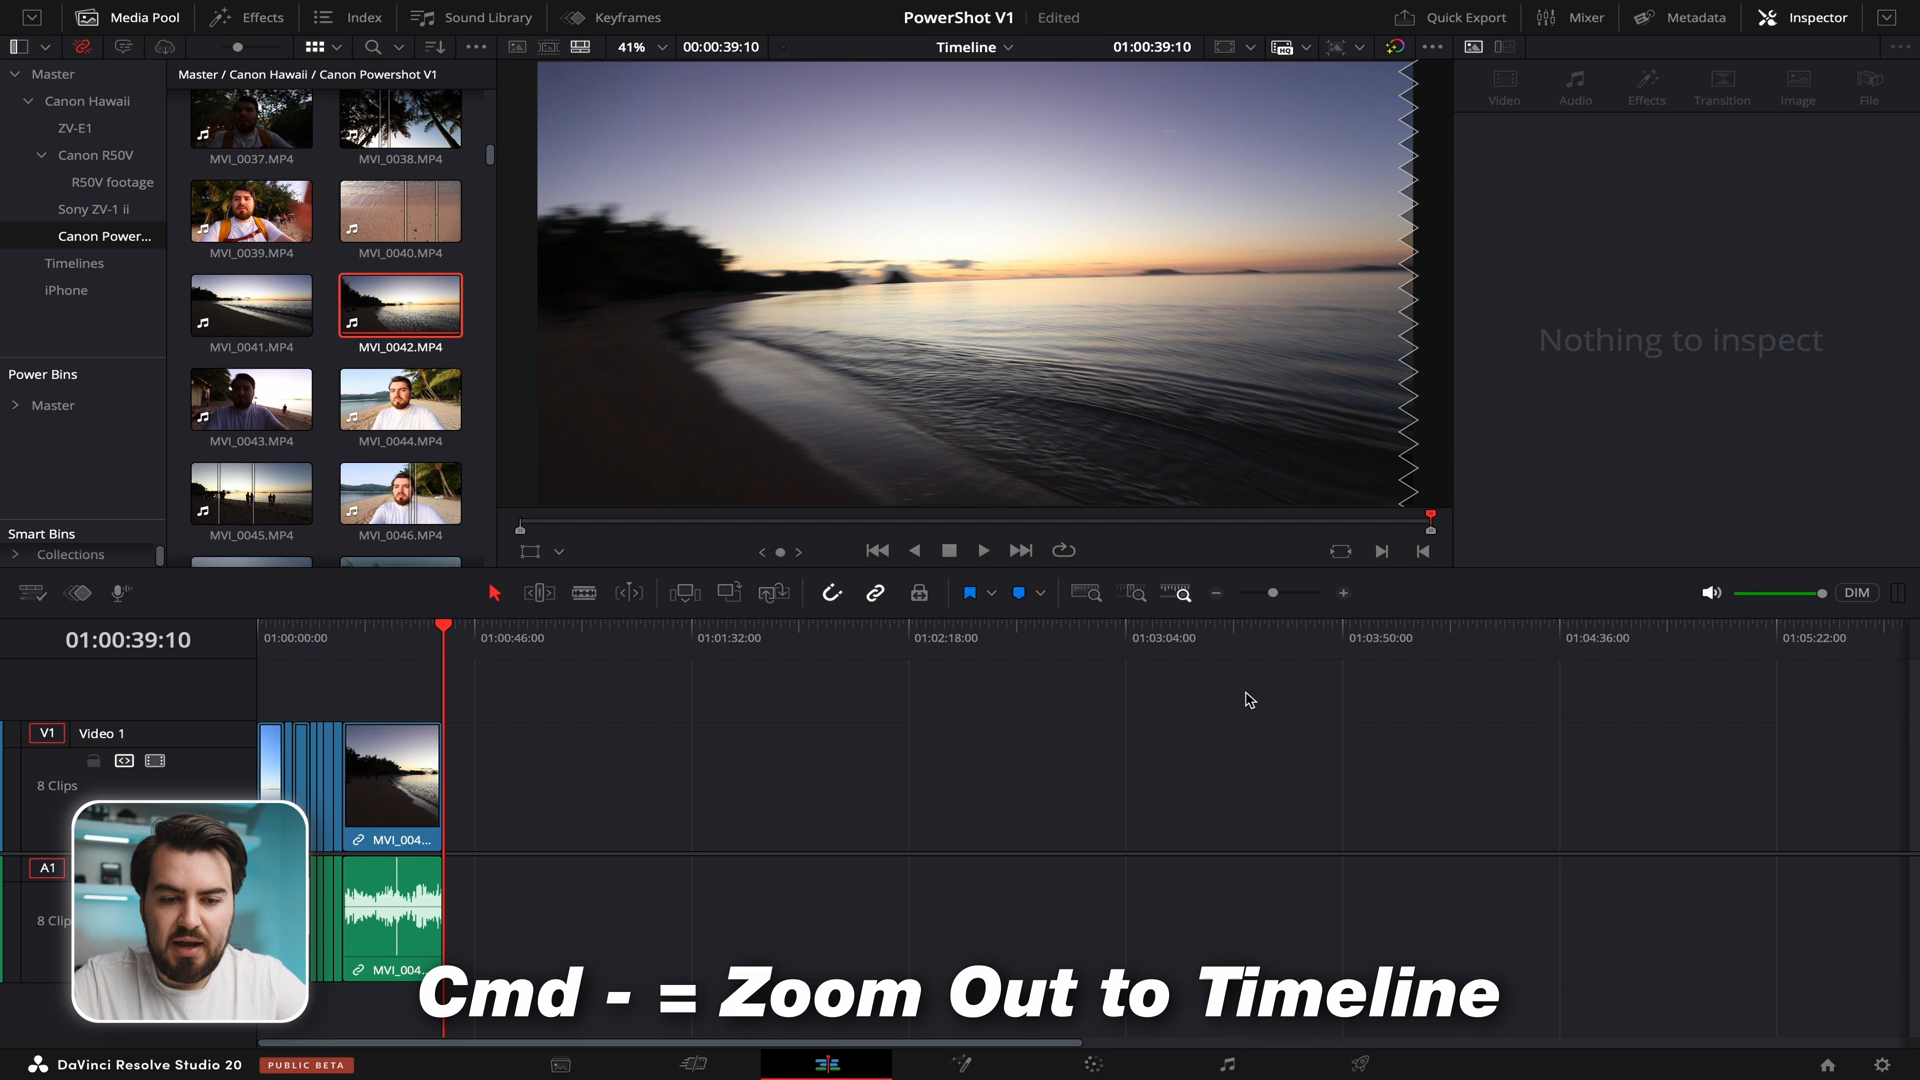 Media Pool
Effects
Index
Sound Library
Keyframes
PowerShot V1
Edited
Quick Export
Mixer
Metadata
Inspector
41%
00:00:39:10
Timeline
01:00:39:10
Master
Canon Hawaii
ZV-E1
Canon R50V
R50V footage
Sony ZV-1 ii
Canon Power...
Timelines
iPhone
Power Bins
Master
Smart Bins
Collections
Master / Canon Hawaii / Canon Powershot V1
MVI_0037.MP4
MVI_0038.MP4
MVI_0039.MP4
MVI_0040.MP4
MVI_0041.MP4
MVI_0042.MP4
MVI_0043.MP4
MVI_0044.MP4
MVI_0045.MP4
MVI_0046.MP4
Video
Audio
Effects
Transition
Image
File
Nothing to inspect
DIM
01:00:39:10
01:00:00:00
01:00:46:00
01:01:32:00
01:02:18:00
01:03:04:00
01:03:50:00
01:04:36:00
01:05:22:00
V1
Video 1
8 Clips
MVI_004...
A1
8 Clip
MVI_004...
Cmd - = Zoom Out to Timeline
DaVinci Resolve Studio 20
PUBLIC BETA